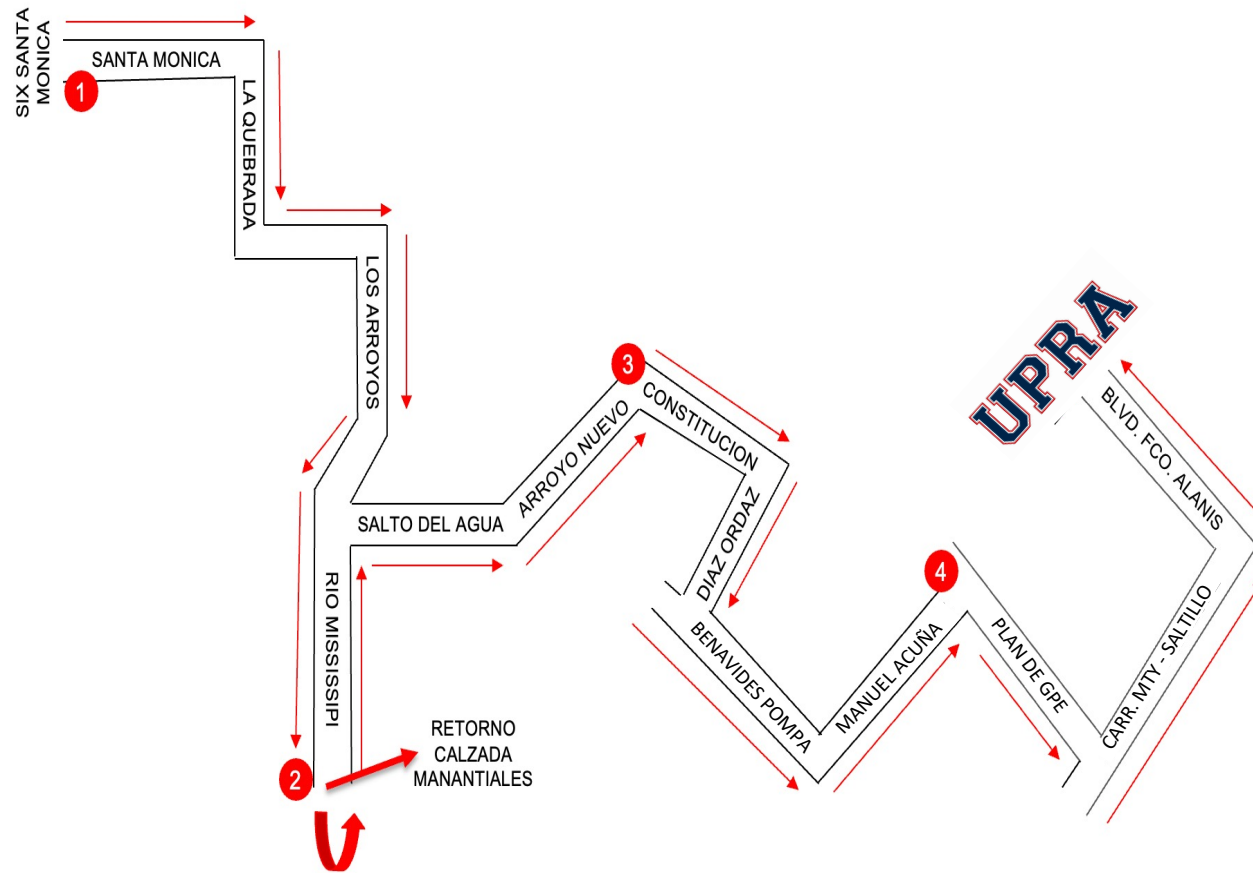 SIX SANTA
MONICA
1
SANTA MONICA
LA QUEBRADA
LOS ARROYOS
RIO MISSISIPI
2
RETORNO
CALZADA
MANANTIALES
SALTO DEL AGUA
ARROYO NUEVO
3
CONSTITUCION
DIAZ ORDAZ
BENAVIDES POMPA
MANUEL ACUÑA
4
PLAN DE GPE
CARR. MTY - SALTILLO
BLVD. FCO. ALANIS
UPRA